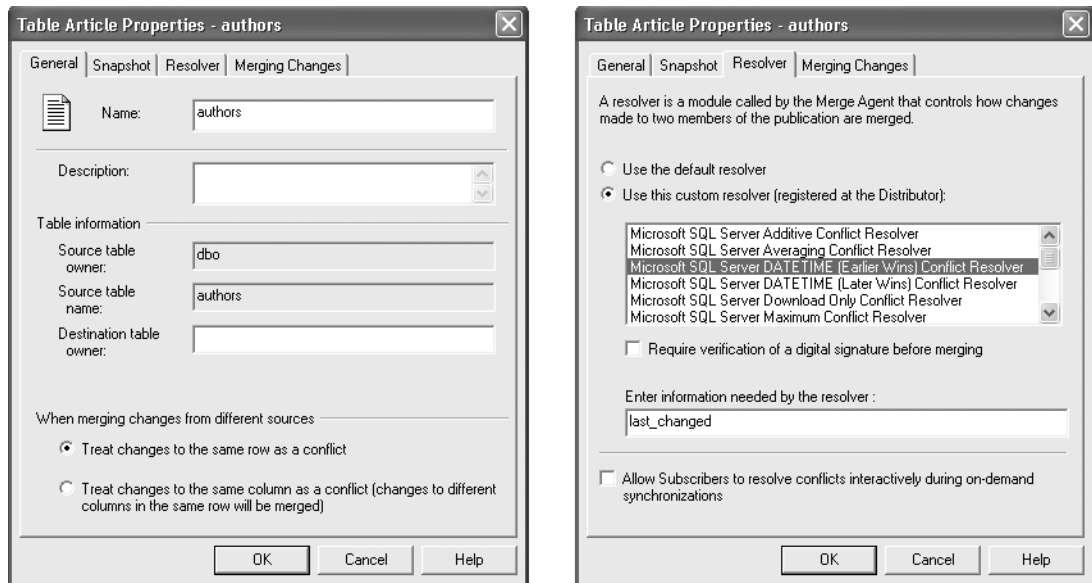 Table Article Properties - authors
General Snapshot Resolver Merging Changes
Name: authors
Description:
Table information
Source table
owner: dbo
Source table
name: authors
Destination table
owner:
When merging changes from different sources
Treat changes to the same row as a conflict
Treat changes to the same column as a conflict (changes to different
columns in the same row will be merged)
OK Cancel Help
Table Article Properties - authors
General Snapshot Resolver Merging Changes
A resolver is a module called by the Merge Agent that controls how changes
made to two members of the publication are merged.
Use the default resolver
Use this custom resolver (registered at the Distributor):
Microsoft SQL Server Additive Conflict Resolver
Microsoft SQL Server Averaging Conflict Resolver
Microsoft SQL Server DATETIME (Earlier Wins) Conflict Resolver
Microsoft SQL Server DATETIME (Later Wins) Conflict Resolver
Microsoft SQL Server Download Only Conflict Resolver
Microsoft SQL Server Maximum Conflict Resolver
Require verification of a digital signature before merging
Enter information needed by the resolver :
last_changed
Allow Subscribers to resolve conflicts interactively during on-demand
synchronizations
OK Cancel Help